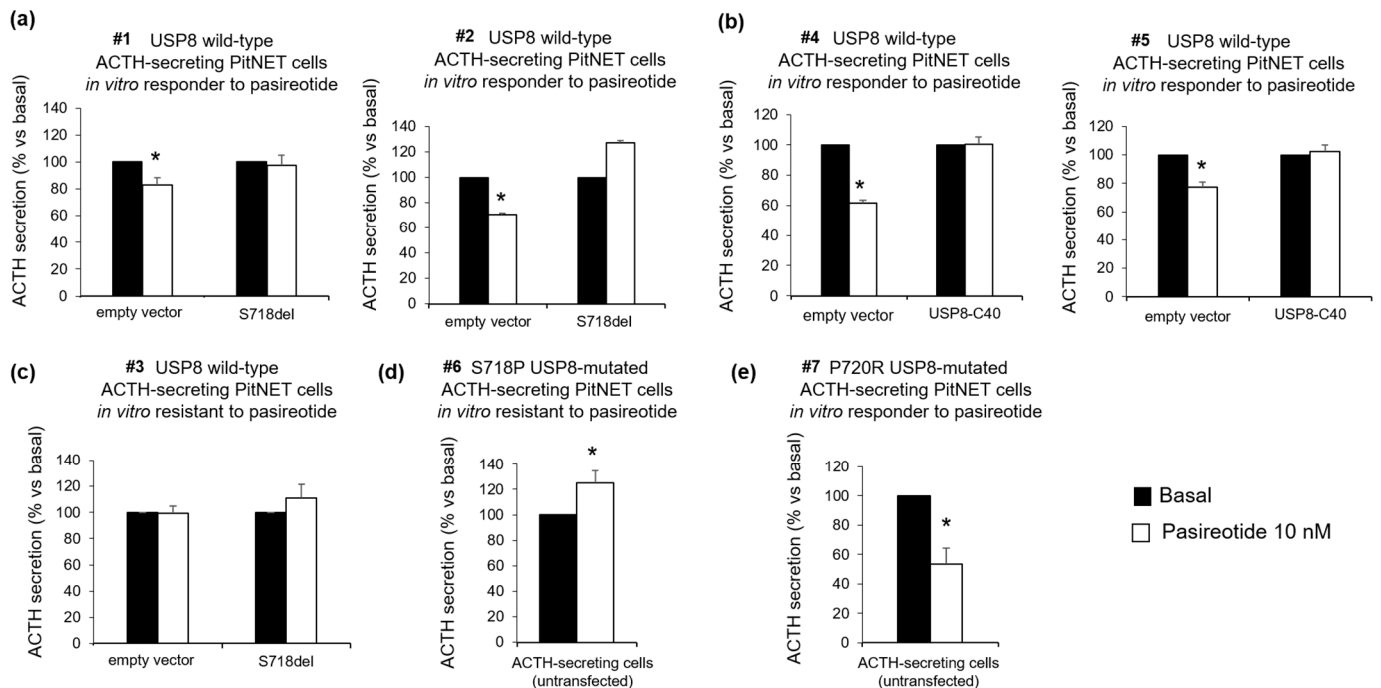 (a)
#1 USP8 wild-type
ACTH-secreting PitNET cells
in vitro responder to pasireotide
ACTH secretion (% vs basal)
140
120
100
80
60
40
20
0
*
empty vector
S718del
#2 USP8 wild-type
ACTH-secreting PitNET cells
in vitro responder to pasireotide
ACTH secretion (% vs basal)
140
120
100
80
60
40
20
0
*
empty vector
S718del
(b)
#4 USP8 wild-type
ACTH-secreting PitNET cells
in vitro responder to pasireotide
ACTH secretion (% vs basal)
120
100
80
60
40
20
0
*
empty vector
USP8-C40
#5 USP8 wild-type
ACTH-secreting PitNET cells
in vitro responder to pasireotide
ACTH secretion (% vs basal)
120
100
80
60
40
20
0
*
empty vector
USP8-C40
(c)
#3 USP8 wild-type
ACTH-secreting PitNET cells
in vitro resistant to pasireotide
ACTH secretion (% vs basal)
140
120
100
80
60
40
20
0
empty vector
S718del
(d)
#6 S718P USP8-mutated
ACTH-secreting PitNET cells
in vitro resistant to pasireotide
ACTH secretion (% vs basal)
140
120
100
80
60
40
20
0
*
ACTH-secreting cells
(untransfected)
(e)
#7 P720R USP8-mutated
ACTH-secreting PitNET cells
in vitro responder to pasireotide
ACTH secretion (% vs basal)
120
100
80
60
40
20
0
*
ACTH-secreting cells
(untransfected)
Basal
Pasireotide 10 nM